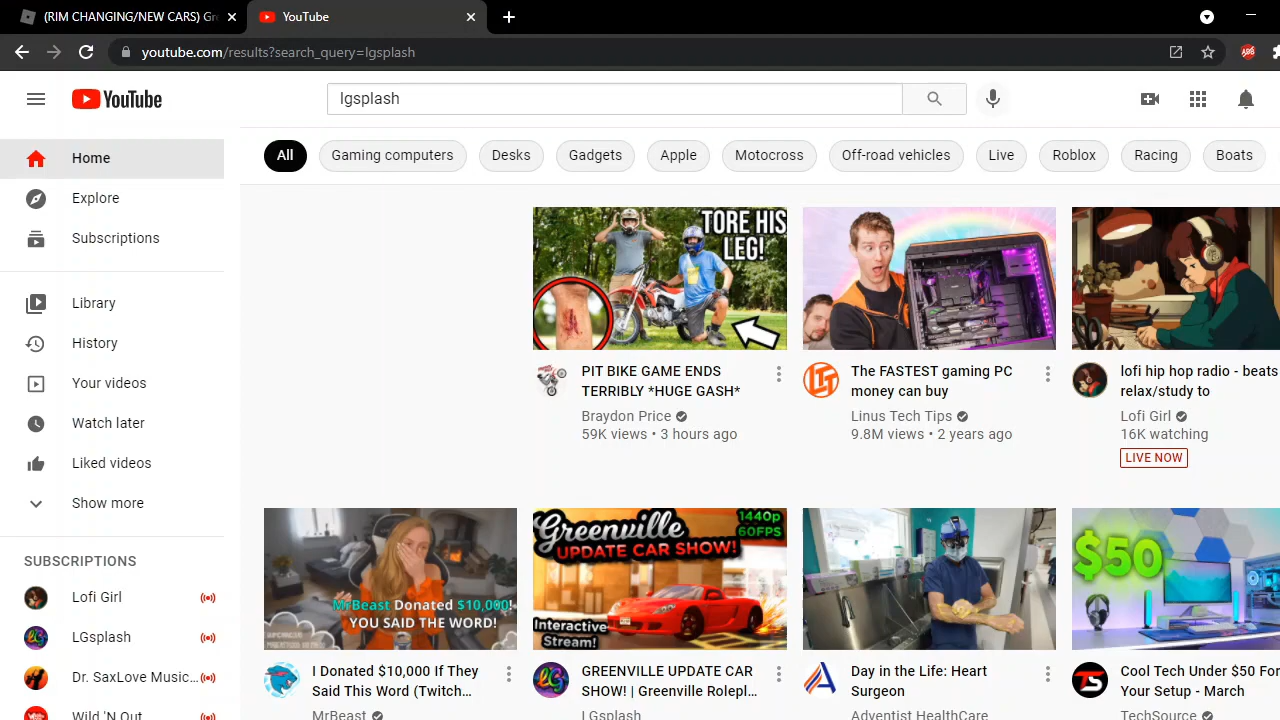 (RIM CHANGING/NEW CARS) Gr
YouTube
youtube.com/results?search_query=lgsplash
YouTube
lgsplash
All
Gaming computers
Desks
Gadgets
Apple
Motocross
Off-road vehicles
Live
Roblox
Racing
Boats
Home
Explore
Subscriptions
Library
History
Your videos
Watch later
Liked videos
Show more
SUBSCRIPTIONS
Lofi Girl
LGsplash
Dr. SaxLove Music...
Wild 'N Out
TORE HIS
LEG!
PIT BIKE GAME ENDS
TERRIBLY *HUGE GASH*
Braydon Price
59K views • 3 hours ago
The FASTEST gaming PC
money can buy
Linus Tech Tips
9.8M views • 2 years ago
lofi hip hop radio - beats
relax/study to
Lofi Girl
16K watching
LIVE NOW
MrBeast Donated $10,000!
YOU SAID THE WORD!
I Donated $10,000 If They
Said This Word (Twitch...
MrBeast
Greenville
UPDATE CAR SHOW!
1440p
60FPS
Interactive
Stream!
GREENVILLE UPDATE CAR
SHOW! | Greenville Rolepl...
LGsplash
Day in the Life: Heart
Surgeon
Adventist HealthCare
$50
Cool Tech Under $50 For
Your Setup - March
TechSource